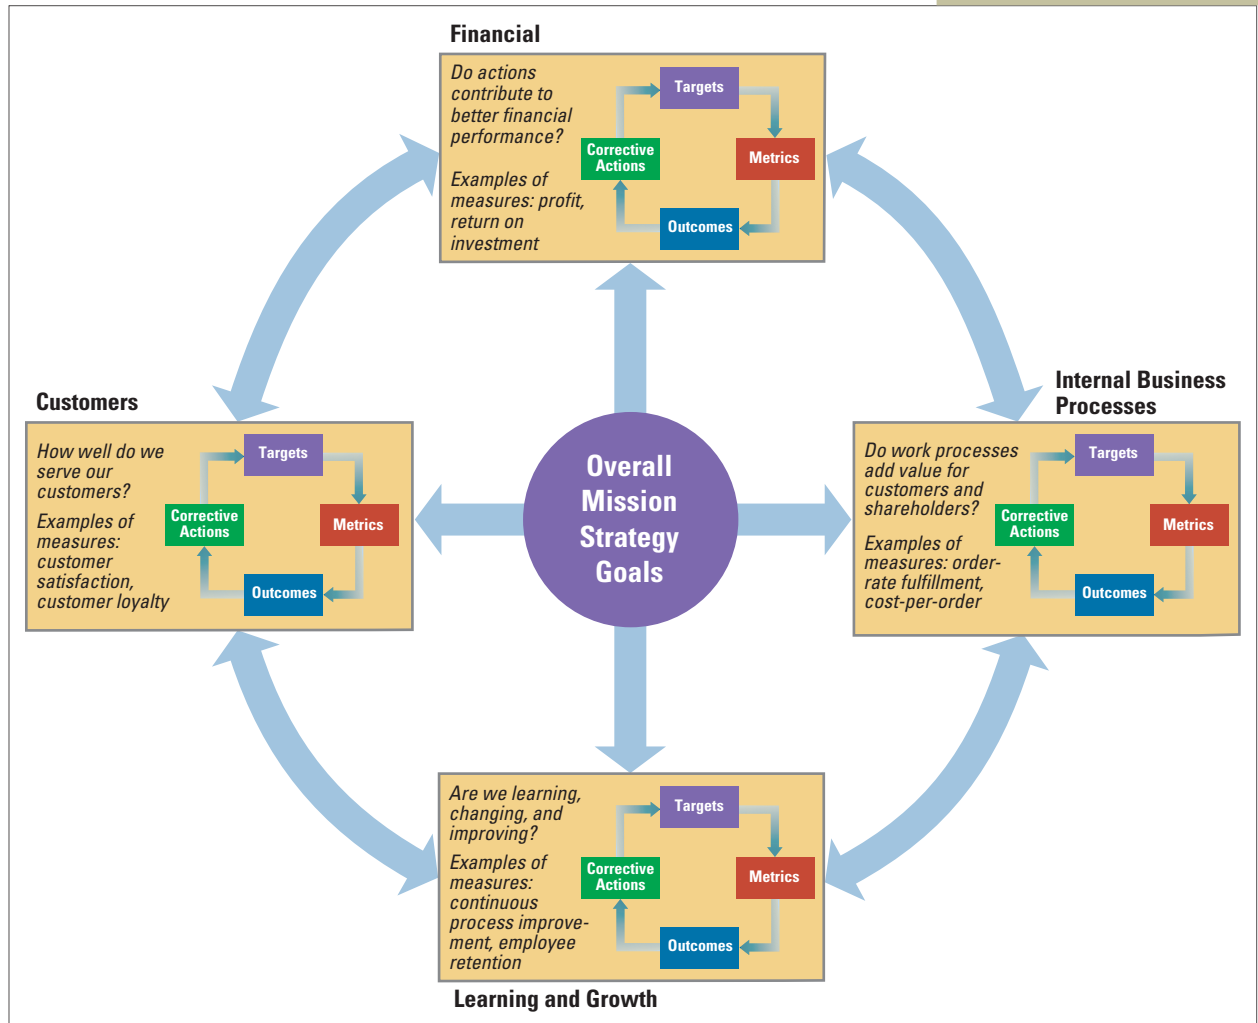 Financial
Do actions
contribute to
better financial
performance?
Examples of
measures: profit,
return on
investment
Targets
Metrics
Outcomes
Corrective
Actions
Customers
How well do we
serve our
customers?
Examples of
measures:
customer
satisfaction,
customer loyalty
Targets
Metrics
Outcomes
Corrective
Actions
Overall
Mission
Strategy
Goals
Internal Business
Processes
Do work processes
add value for
customers and
shareholders?
Examples of
measures: order-
rate fulfillment,
cost-per-order
Targets
Metrics
Outcomes
Corrective
Actions
Are we learning,
changing, and
improving?
Examples of
measures:
continuous
process improve-
ment, employee
retention
Targets
Metrics
Outcomes
Corrective
Actions
Learning and Growth